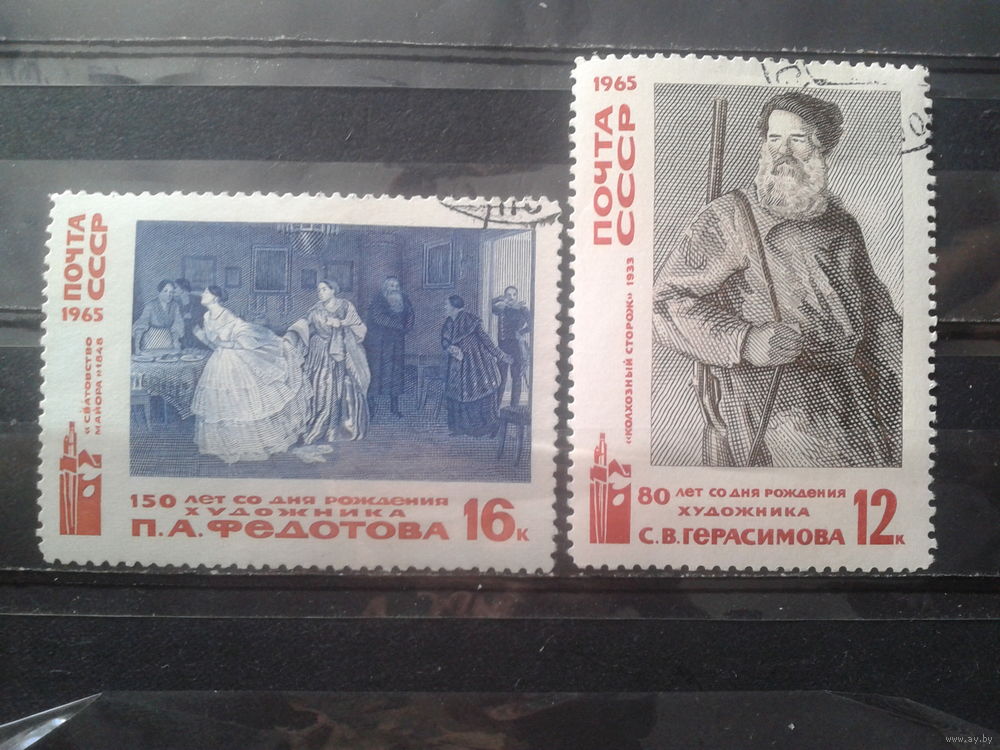 ПОЧТА
СССР
1965
«СВАТОВСТВО
МАЙОРА»1848
150 ЛЕТ СО ДНЯ РОЖДЕНИЯ
ХУДОЖНИКА
П.А.ФЕДОТОВА
16к
1965
ПОЧТА
СССР
«КОЛХОЗНЫЙ СТОРОЖ» 1933
80 ЛЕТ СО ДНЯ РОЖДЕНИЯ
ХУДОЖНИКА
С.В.ГЕРАСИМОВА
12к
www.ay.by